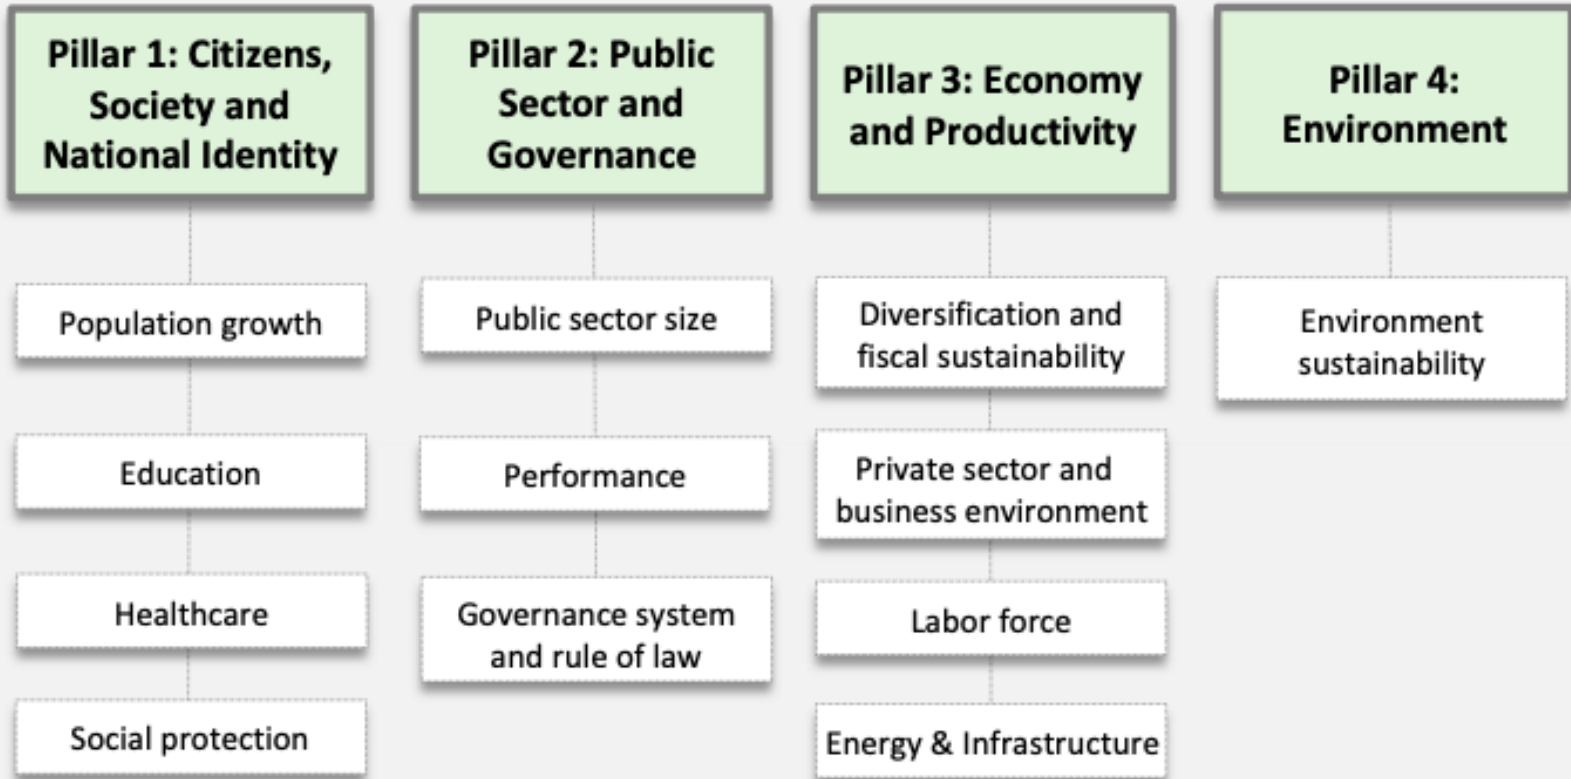 Pillar 1: Citizens,
Society and
National Identity
Population growth
Education
Healthcare
Social protection
Pillar 2: Public
Sector and
Governance
Public sector size
Performance
Governance system
and rule of law
Pillar 3: Economy
and Productivity
Diversification and
fiscal sustainability
Private sector and
business environment
Labor force
Energy & Infrastructure
Pillar 4:
Environment
Environment
sustainability